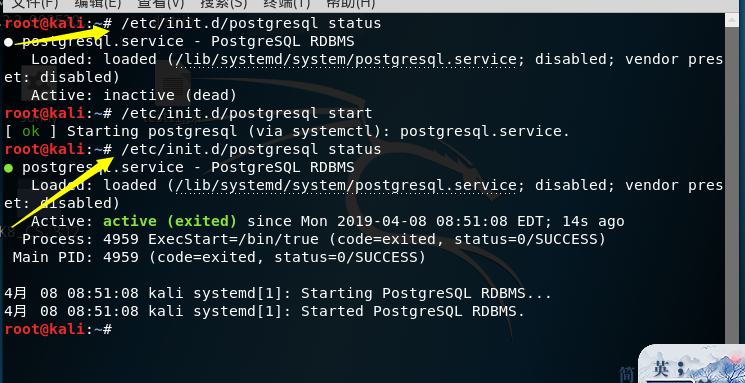 文件(F) 编辑(E) 查看(V) 搜索(S) 终端(T) 帮助(H)
root@kali:~# /etc/init.d/postgresql status
● postgresql.service - PostgreSQL RDBMS
Loaded: loaded (/lib/systemd/system/postgresql.service; disabled; vendor pres
et: disabled)
Active: inactive (dead)
root@kali:~# /etc/init.d/postgresql start
[ ok ] Starting postgresql (via systemctl): postgresql.service.
root@kali:~# /etc/init.d/postgresql status
● postgresql.service - PostgreSQL RDBMS
Loaded: loaded (/lib/systemd/system/postgresql.service; disabled; vendor pres
et: disabled)
Active: active (exited) since Mon 2019-04-08 08:51:08 EDT; 14s ago
Process: 4959 ExecStart=/bin/true (code=exited, status=0/SUCCESS)
Main PID: 4959 (code=exited, status=0/SUCCESS)
4月 08 08:51:08 kali systemd[1]: Starting PostgreSQL RDBMS...
4月 08 08:51:08 kali systemd[1]: Started PostgreSQL RDBMS.
root@kali:~#
英 ;
简